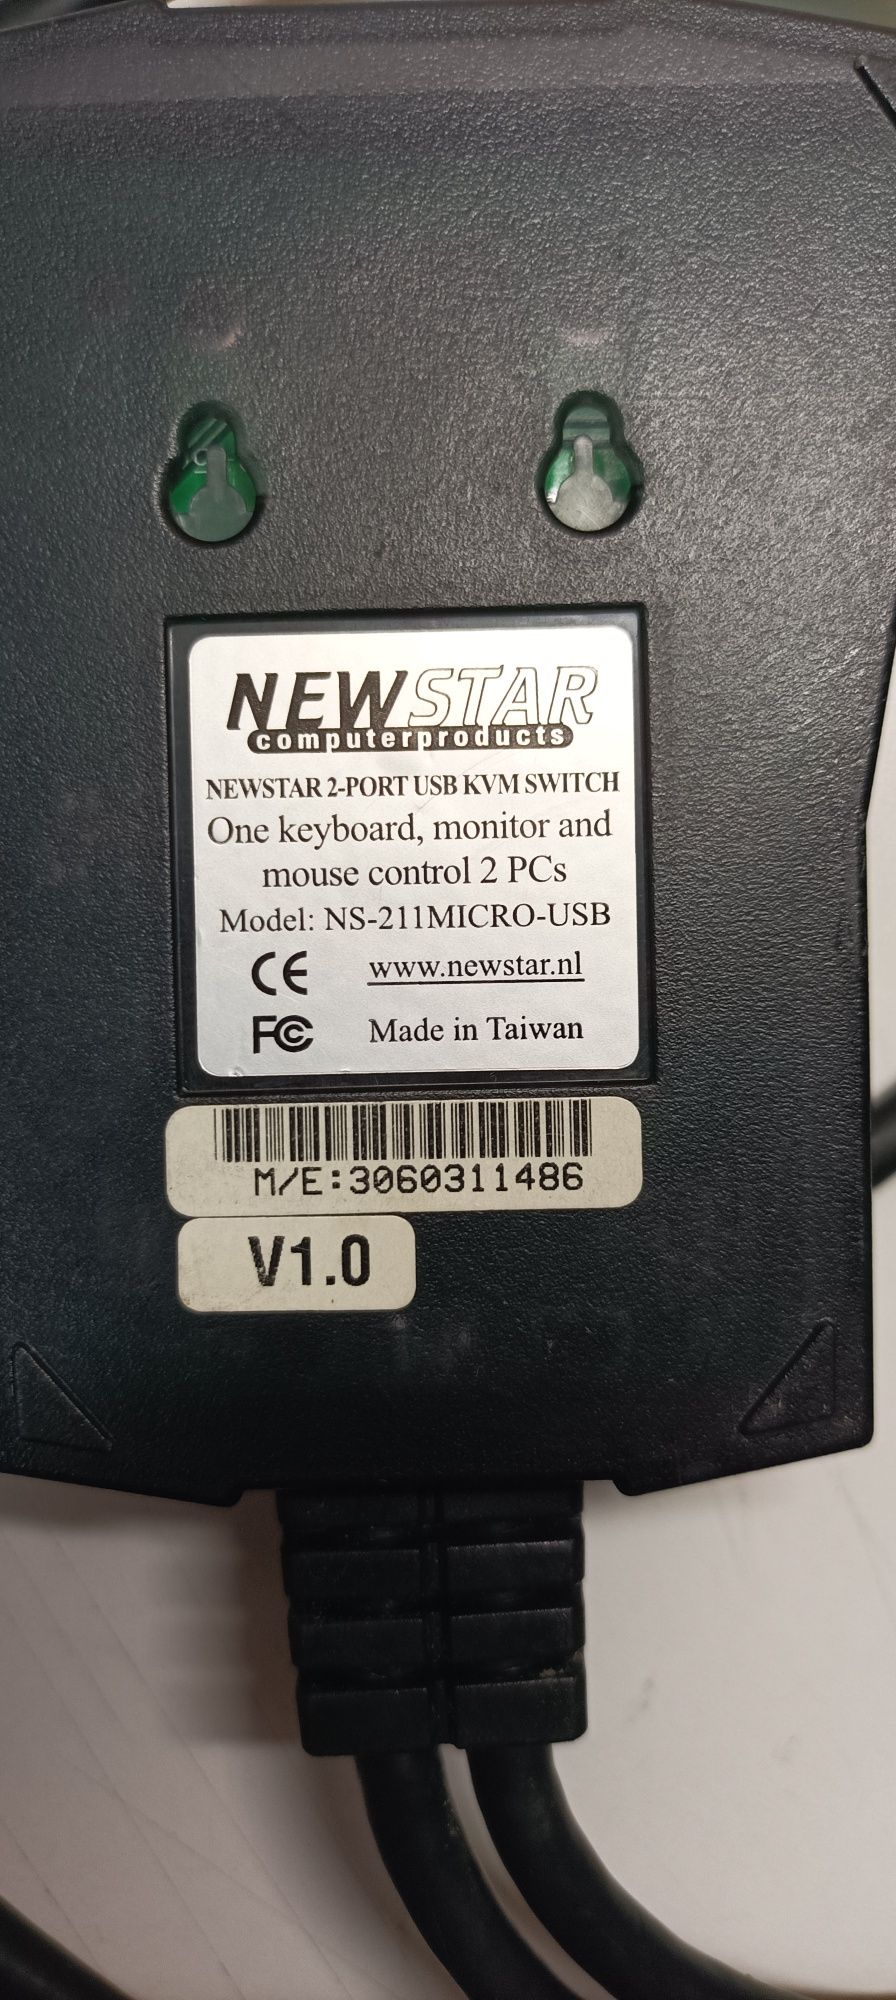 NEWSTAR
computerproducts
NEWSTAR 2-PORT USB KVM SWITCH
One keyboard, monitor and
mouse control 2 PCs
Model: NS-211MICRO-USB
CE www.newstar.nl
FC Made in Taiwan
M/E:3060311486
V1.0